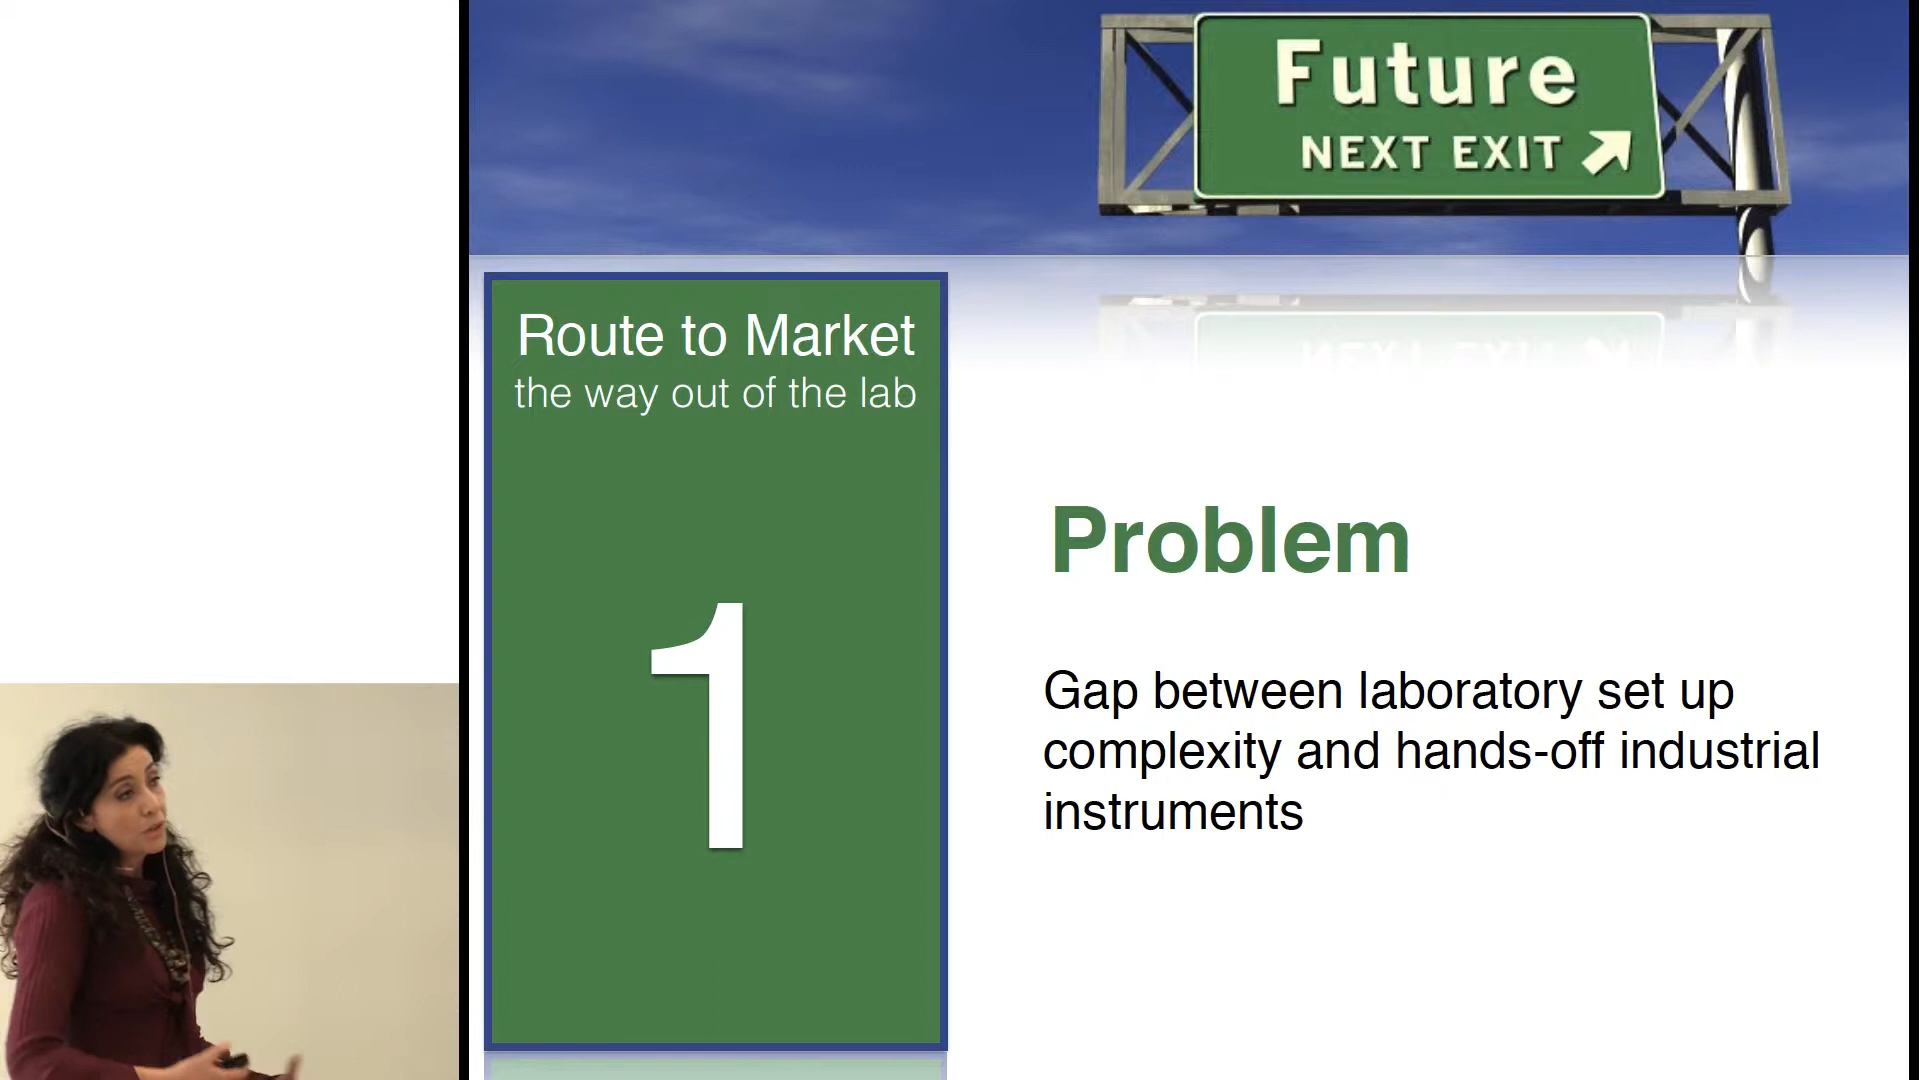 Future
NEXT EXIT
Route to Market
the way out of the lab
1
Problem
Gap between laboratory set up
complexity and hands-off industrial
instruments